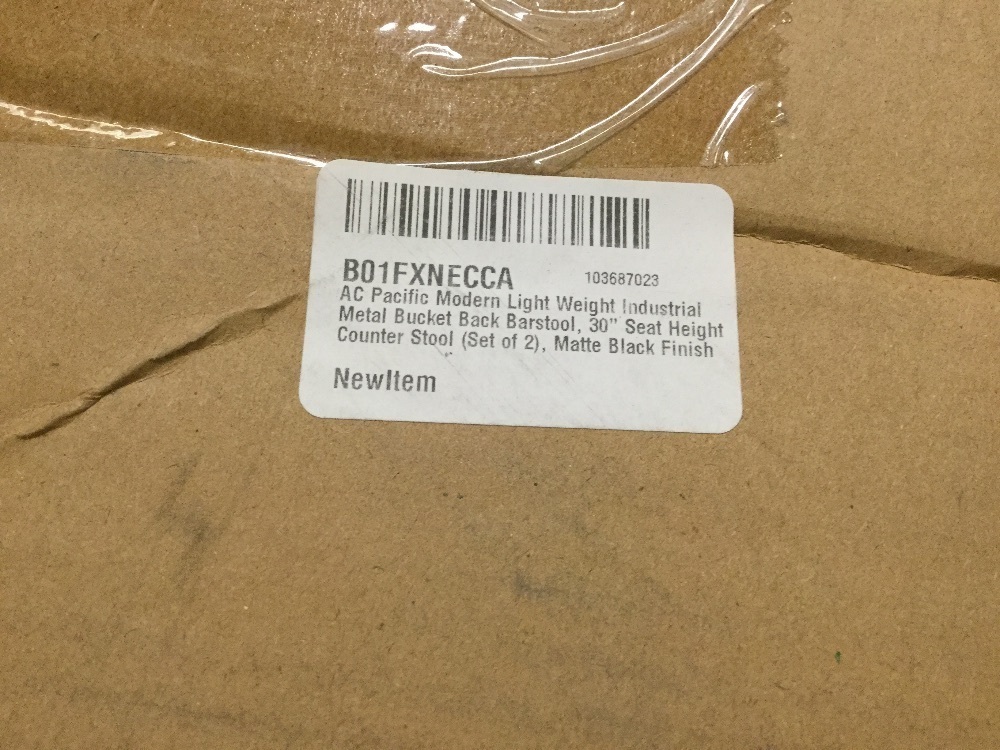 B01FXNECCA 103687023
AC Pacific Modern Light Weight Industrial
Metal Bucket Back Barstool, 30" Seat Height
Counter Stool (Set of 2), Matte Black Finish
NewItem